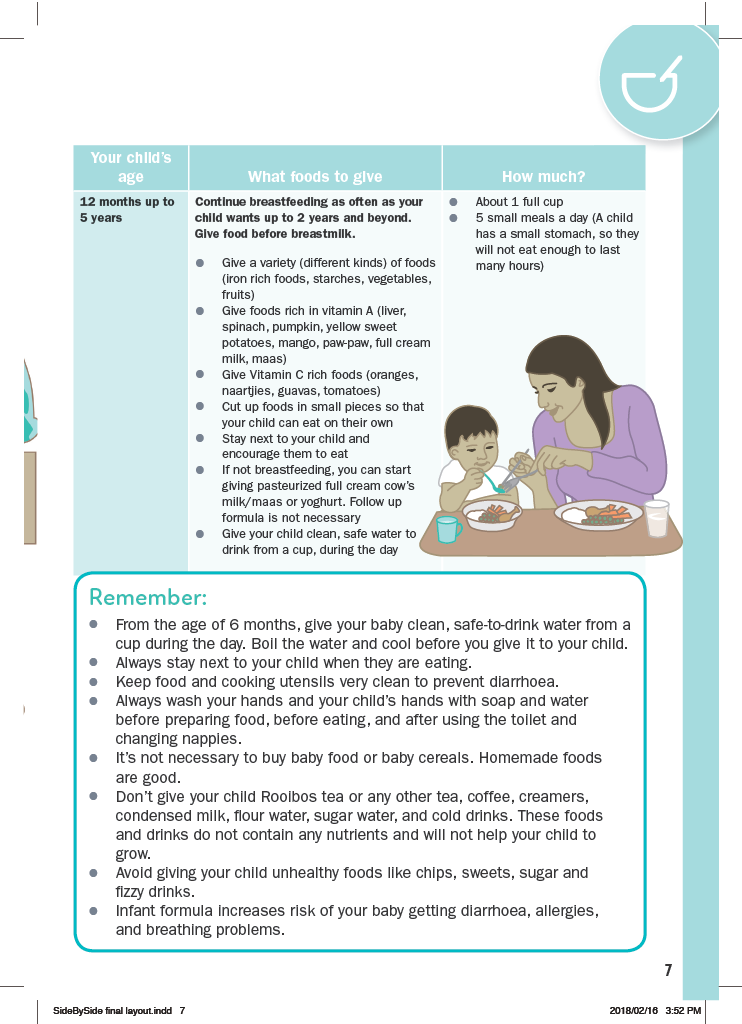 Your child's
age
What foods to give
How much?
12 months up to
5 years
Continue breastfeeding as often as your
child wants up to 2 years and beyond.
Give food before breastmilk.
● Give a variety (different kinds) of foods
(iron rich foods, starches, vegetables,
fruits)
● Give foods rich in vitamin A (liver,
spinach, pumpkin, yellow sweet
potatoes, mango, paw-paw, full cream
milk, maas)
● Give Vitamin C rich foods (oranges,
naartjies, guavas, tomatoes)
● Cut up foods in small pieces so that
your child can eat on their own
● Stay next to your child and
encourage them to eat
● If not breastfeeding, you can start
giving pasteurized full cream cow's
milk/maas or yoghurt. Follow up
formula is not necessary
● Give your child clean, safe water to
drink from a cup, during the day
● About 1 full cup
● 5 small meals a day (A child
has a small stomach, so they
will not eat enough to last
many hours)
Remember:
● From the age of 6 months, give your baby clean, safe-to-drink water from a
cup during the day. Boil the water and cool before you give it to your child.
● Always stay next to your child when they are eating.
● Keep food and cooking utensils very clean to prevent diarrhoea.
● Always wash your hands and your child's hands with soap and water
before preparing food, before eating, and after using the toilet and
changing nappies.
● It's not necessary to buy baby food or baby cereals. Homemade foods
are good.
● Don't give your child Rooibos tea or any other tea, coffee, creamers,
condensed milk, flour water, sugar water, and cold drinks. These foods
and drinks do not contain any nutrients and will not help your child to
grow.
● Avoid giving your child unhealthy foods like chips, sweets, sugar and
fizzy drinks.
● Infant formula increases risk of your baby getting diarrhoea, allergies,
and breathing problems.
7
SideBySide final layout.indd 7
2018/02/16 3:52 PM